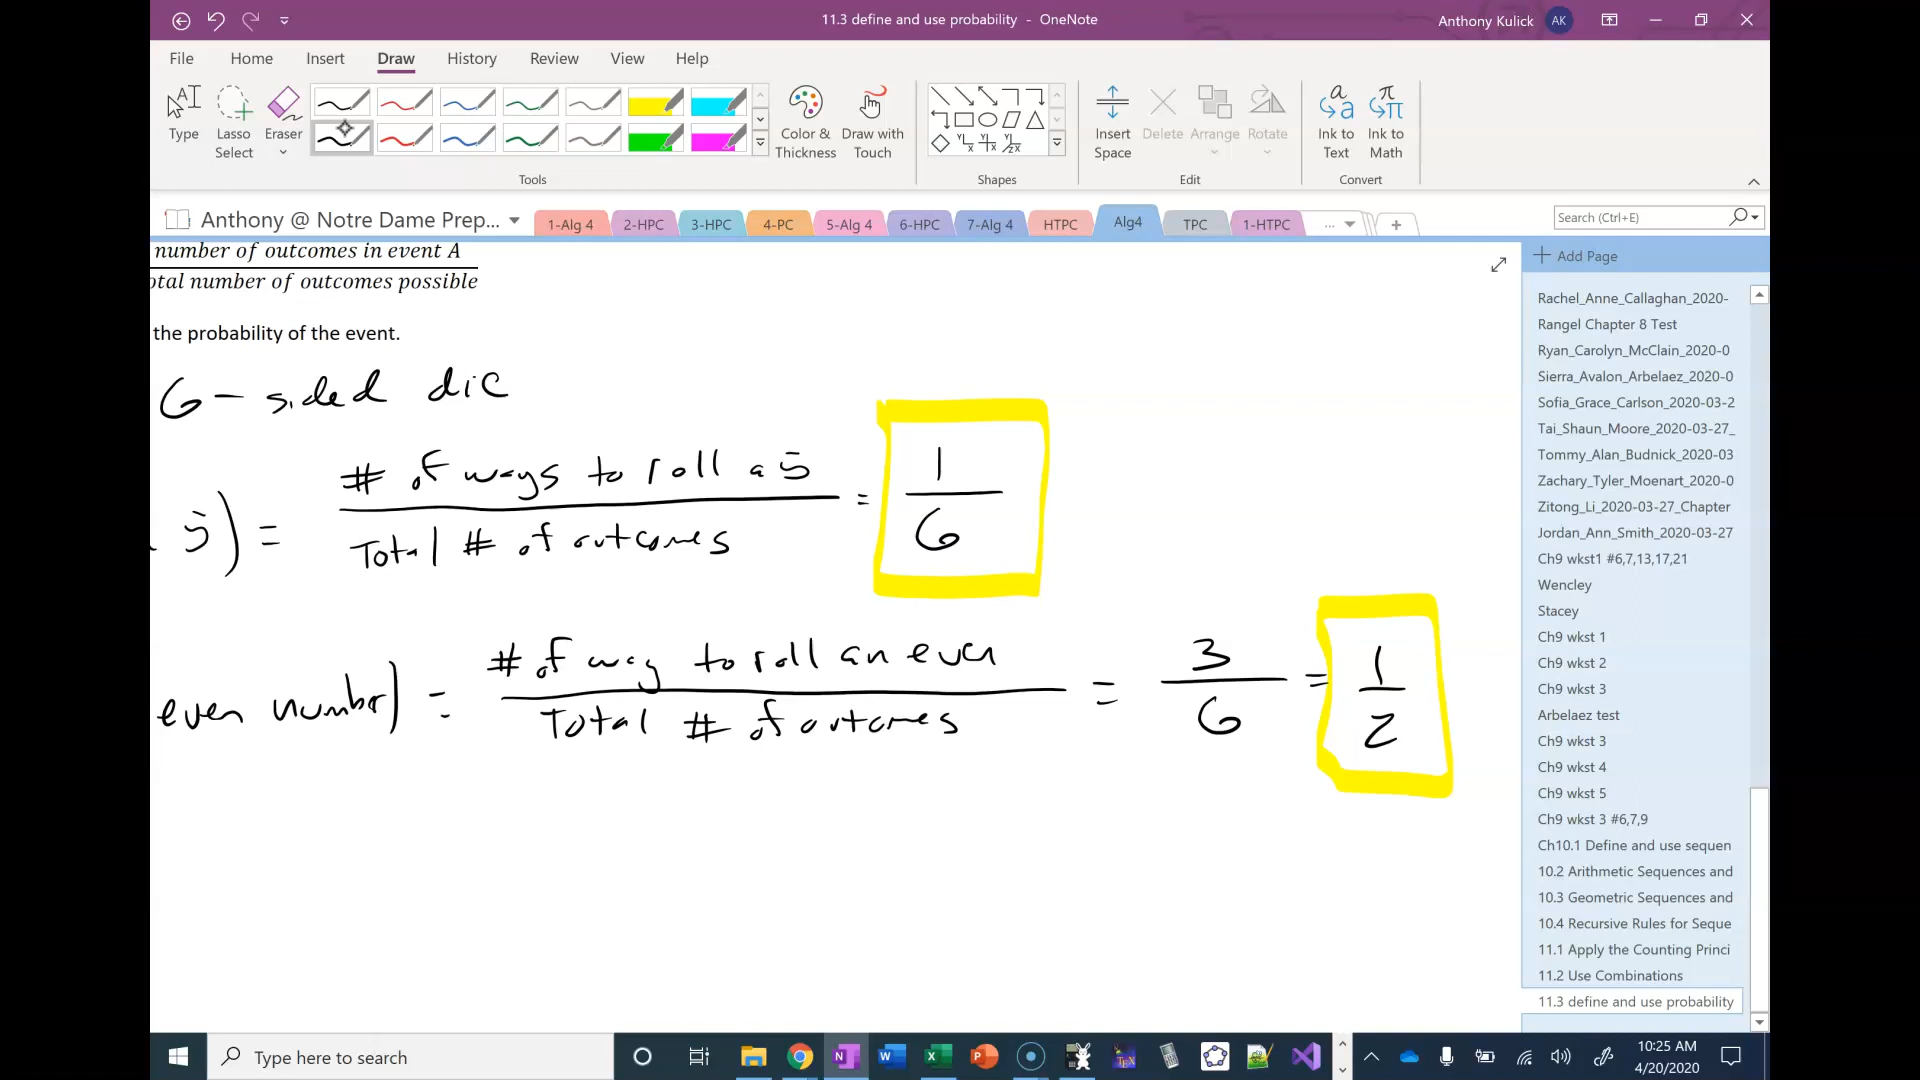 11.3 define and use probability - OneNote
Anthony Kulick AK
File Home Insert Draw History Review View Help
Type
Lasso Select
Eraser
Color & Thickness
Draw with Touch
Insert Space
Delete
Arrange
Rotate
Ink to Text
Ink to Math
Tools Shapes Edit Convert
Anthony @ Notre Dame Prep...
1-Alg 4 2-HPC 3-HPC 4-PC 5-Alg 4 6-HPC 7-Alg 4 HTPC Alg4 TPC 1-HTPC ...
Search (Ctrl+E)
number of outcomes in event A
otal number of outcomes possible
the probability of the event.
6-sided die
5) = # of ways to roll a 5 / Total # of outcomes = 1/6
even number) = # of way to roll an even / Total # of outcomes = 3/6 = 1/2
Add Page
Rachel_Anne_Callaghan_2020-
Rangel Chapter 8 Test
Ryan_Carolyn_McClain_2020-0
Sierra_Avalon_Arbelaez_2020-0
Sofia_Grace_Carlson_2020-03-2
Tai_Shaun_Moore_2020-03-27_
Tommy_Alan_Budnick_2020-03
Zachary_Tyler_Moenart_2020-0
Zitong_Li_2020-03-27_Chapter
Jordan_Ann_Smith_2020-03-27
Ch9 wkst1 #6,7,13,17,21
Wencley
Stacey
Ch9 wkst 1
Ch9 wkst 2
Ch9 wkst 3
Arbelaez test
Ch9 wkst 3
Ch9 wkst 4
Ch9 wkst 5
Ch9 wkst 3 #6,7,9
Ch10.1 Define and use sequen
10.2 Arithmetic Sequences and
10.3 Geometric Sequences and
10.4 Recursive Rules for Seque
11.1 Apply the Counting Princi
11.2 Use Combinations
11.3 define and use probability
Type here to search
10:25 AM
4/20/2020